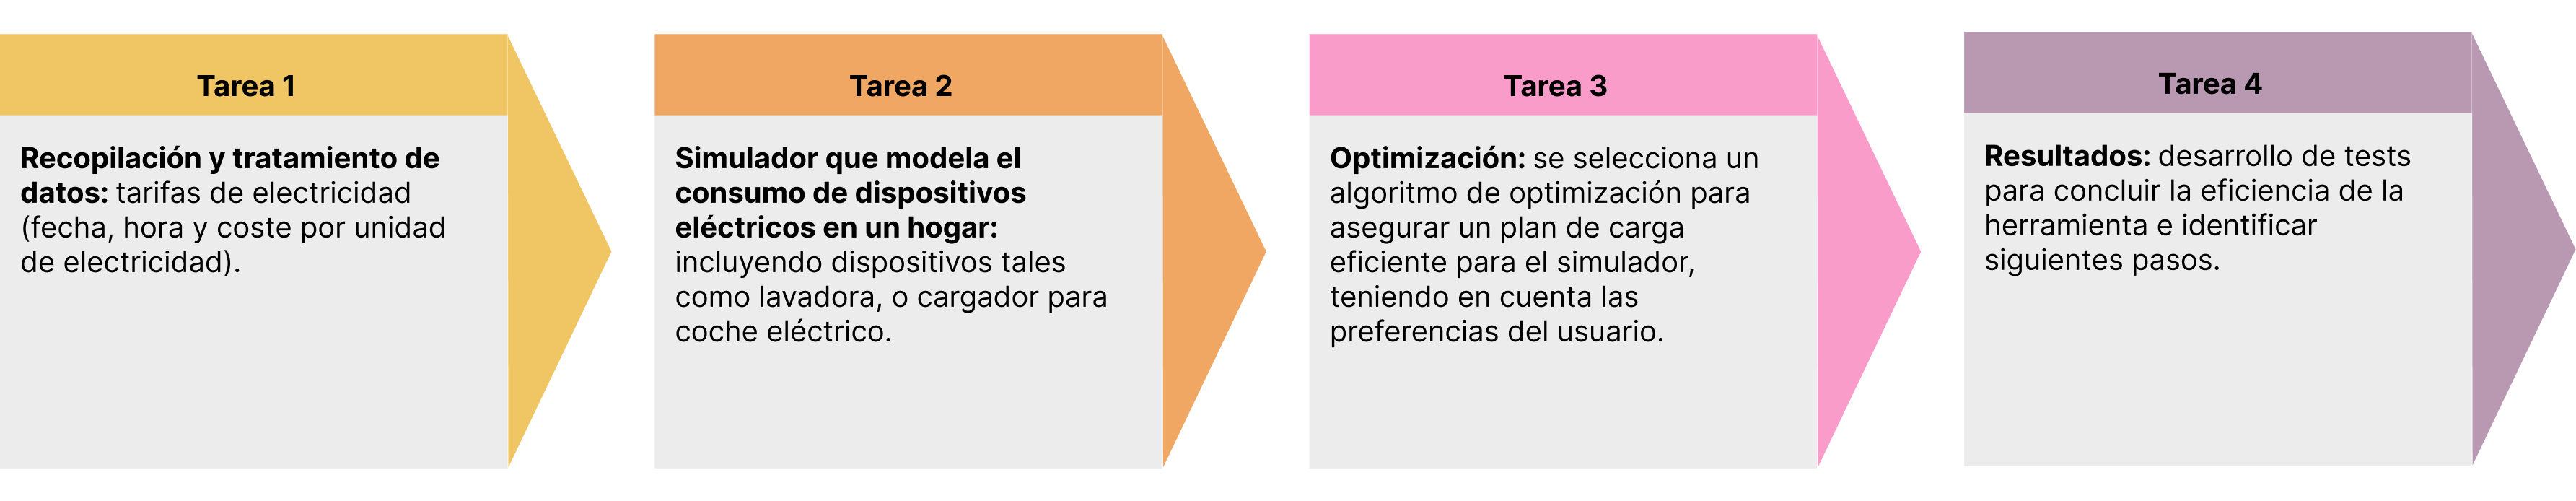 Tarea 1
Recopilación y tratamiento de
datos: tarifas de electricidad
(fecha, hora y coste por unidad
de electricidad).
Tarea 2
Simulador que modela el
consumo de dispositivos
eléctricos en un hogar:
incluyendo dispositivos tales
como lavadora, o cargador para
coche eléctrico.
Tarea 3
Optimización: se selecciona un
algoritmo de optimización para
asegurar un plan de carga
eficiente para el simulador,
teniendo en cuenta las
preferencias del usuario.
Tarea 4
Resultados: desarrollo de tests
para concluir la eficiencia de la
herramienta e identificar
siguientes pasos.